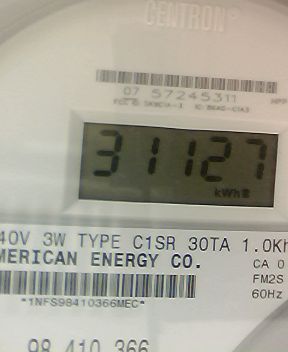 CENTRON®
07 57245311
31127
kWh
40V 3W TYPE C1SR 30TA 1.0Kh
MERICAN ENERGY CO.
CA 0
FM2S
60Hz
*1NFS98410366MEC*
98 410 366